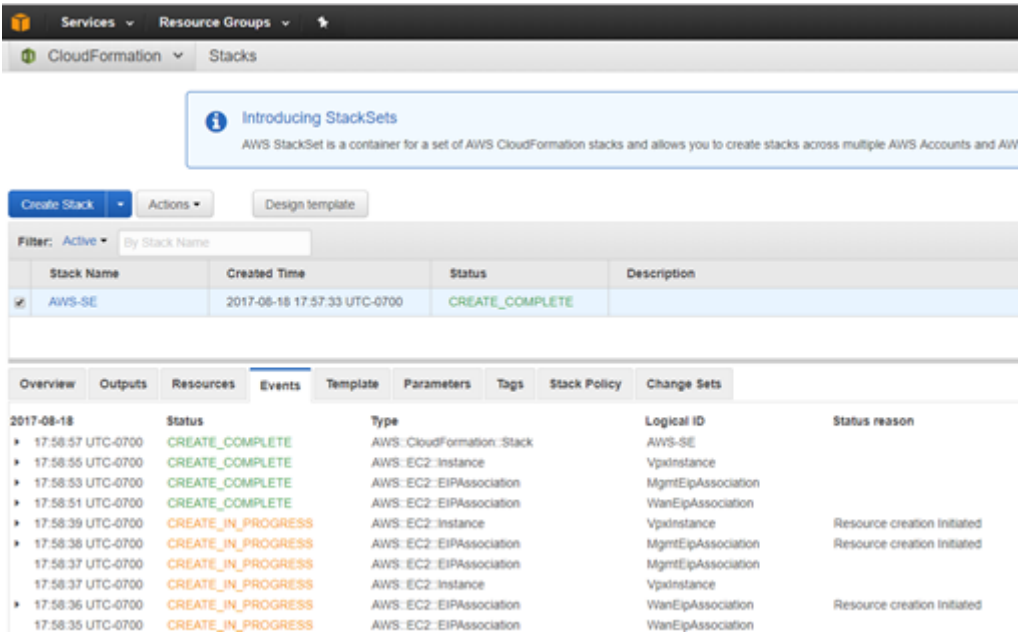 Services Resource Groups
CloudFormation Stacks
Introducing StackSets
AWS StackSet is a container for a set of AWS CloudFormation stacks and allows you to create stacks across multiple AWS Accounts and AW
Create Stack Actions Design template
Filter: Active By Stack Name
Stack Name Created Time Status Description
AWS-SE 2017-08-18 17:57:33 UTC-0700 CREATE_COMPLETE
Overview Outputs Resources Events Template Parameters Tags Stack Policy Change Sets
2017-08-18 Status Type Logical ID Status reason
17:58:57 UTC-0700 CREATE_COMPLETE AWS::CloudFormation::Stack AWS-SE
17:58:55 UTC-0700 CREATE_COMPLETE AWS::EC2::Instance VpxInstance
17:58:53 UTC-0700 CREATE_COMPLETE AWS::EC2::EIPAssociation MgmtEipAssociation
17:58:51 UTC-0700 CREATE_COMPLETE AWS::EC2::EIPAssociation WanEipAssociation
17:58:39 UTC-0700 CREATE_IN_PROGRESS AWS::EC2::Instance VpxInstance Resource creation Initiated
17:58:38 UTC-0700 CREATE_IN_PROGRESS AWS::EC2::EIPAssociation MgmtEipAssociation Resource creation Initiated
17:58:37 UTC-0700 CREATE_IN_PROGRESS AWS::EC2::EIPAssociation MgmtEipAssociation
17:58:37 UTC-0700 CREATE_IN_PROGRESS AWS::EC2::Instance VpxInstance
17:58:36 UTC-0700 CREATE_IN_PROGRESS AWS::EC2::EIPAssociation WanEipAssociation Resource creation Initiated
17:58:35 UTC-0700 CREATE_IN_PROGRESS AWS::EC2::EIPAssociation WanEipAssociation